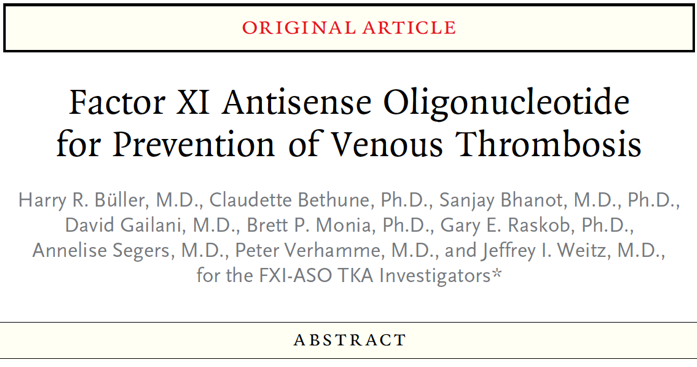 ORIGINAL ARTICLE
Factor XI Antisense Oligonucleotide
for Prevention of Venous Thrombosis
Harry R. Büller, M.D., Claudette Bethune, Ph.D., Sanjay Bhanot, M.D., Ph.D.,
David Gailani, M.D., Brett P. Monia, Ph.D., Gary E. Raskob, Ph.D.,
Annelise Segers, M.D., Peter Verhamme, M.D., and Jeffrey I. Weitz, M.D.,
for the FXI-ASO TKA Investigators*
ABSTRACT